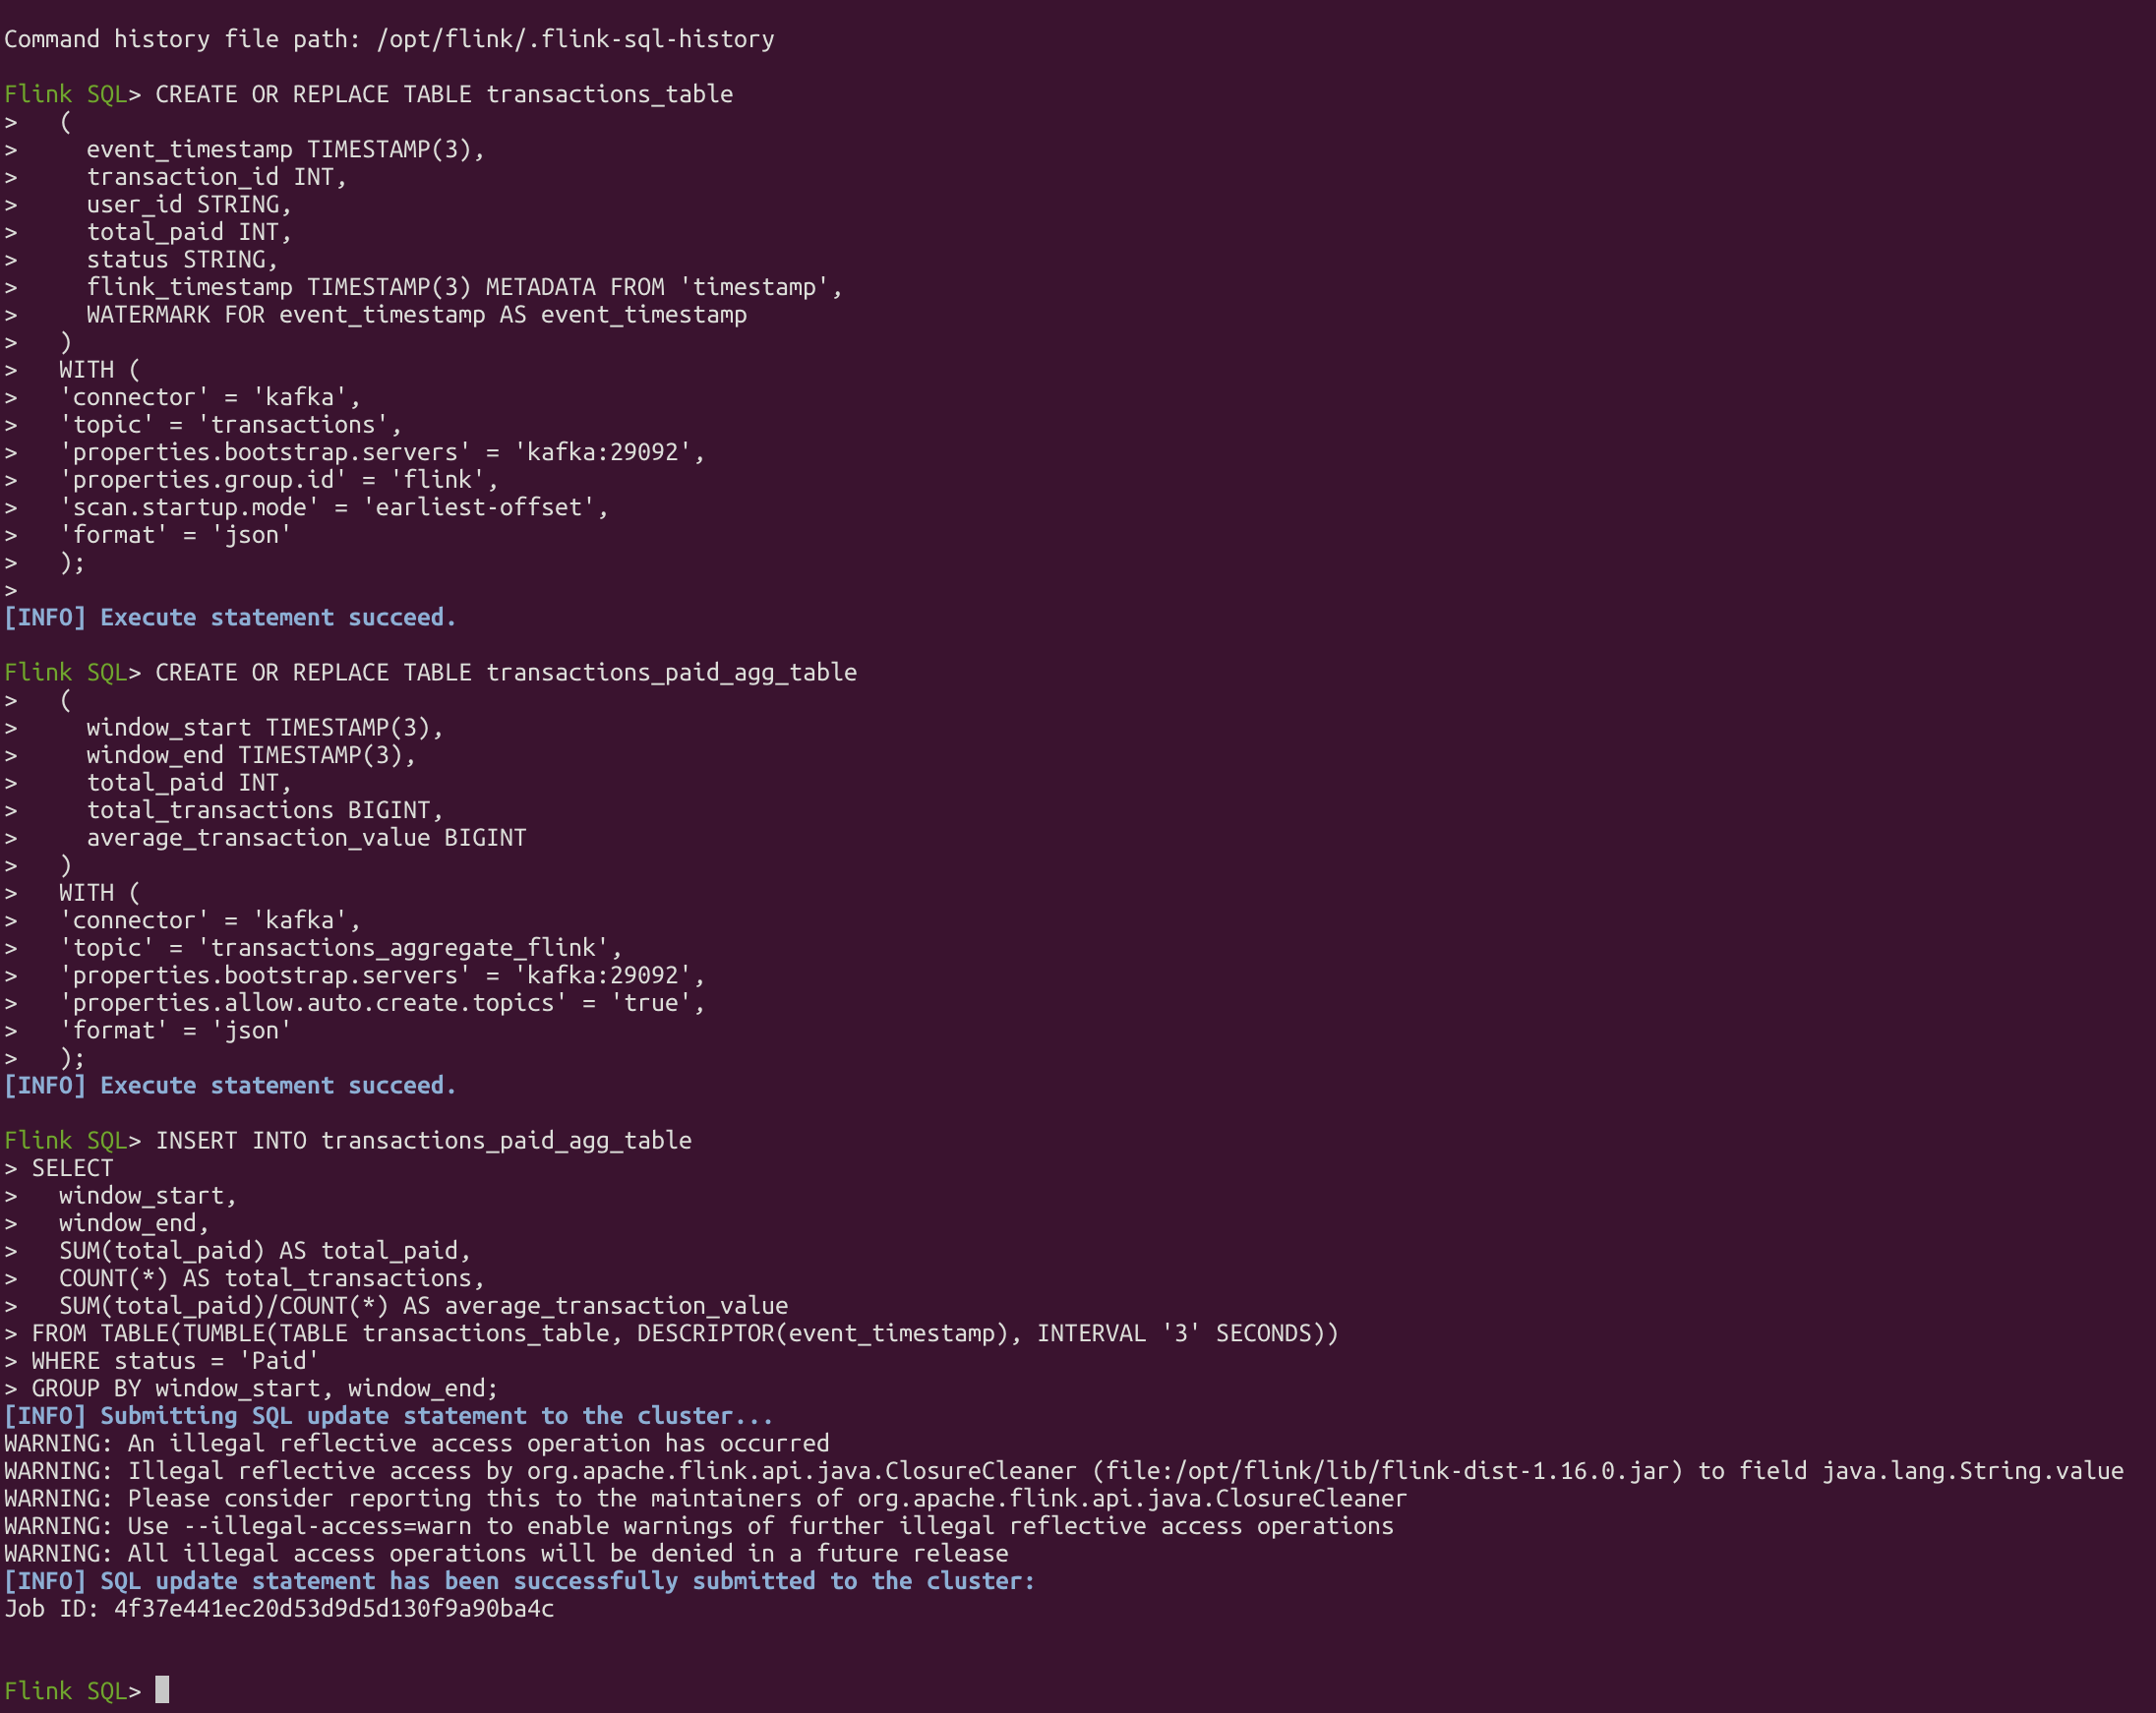 Command history file path: /opt/flink/.flink-sql-history
Flink SQL> CREATE OR REPLACE TABLE transactions_table
>   (
>     event_timestamp TIMESTAMP(3),
>     transaction_id INT,
>     user_id STRING,
>     total_paid INT,
>     status STRING,
>     flink_timestamp TIMESTAMP(3) METADATA FROM 'timestamp',
>     WATERMARK FOR event_timestamp AS event_timestamp
>   )
>   WITH (
>   'connector' = 'kafka',
>   'topic' = 'transactions',
>   'properties.bootstrap.servers' = 'kafka:29092',
>   'properties.group.id' = 'flink',
>   'scan.startup.mode' = 'earliest-offset',
>   'format' = 'json'
>   );
>
[INFO] Execute statement succeed.
Flink SQL> CREATE OR REPLACE TABLE transactions_paid_agg_table
>   (
>     window_start TIMESTAMP(3),
>     window_end TIMESTAMP(3),
>     total_paid INT,
>     total_transactions BIGINT,
>     average_transaction_value BIGINT
>   )
>   WITH (
>   'connector' = 'kafka',
>   'topic' = 'transactions_aggregate_flink',
>   'properties.bootstrap.servers' = 'kafka:29092',
>   'properties.allow.auto.create.topics' = 'true',
>   'format' = 'json'
>   );
[INFO] Execute statement succeed.
Flink SQL> INSERT INTO transactions_paid_agg_table
> SELECT
>   window_start,
>   window_end,
>   SUM(total_paid) AS total_paid,
>   COUNT(*) AS total_transactions,
>   SUM(total_paid)/COUNT(*) AS average_transaction_value
> FROM TABLE(TUMBLE(TABLE transactions_table, DESCRIPTOR(event_timestamp), INTERVAL '3' SECONDS))
> WHERE status = 'Paid'
> GROUP BY window_start, window_end;
[INFO] Submitting SQL update statement to the cluster...
WARNING: An illegal reflective access operation has occurred
WARNING: Illegal reflective access by org.apache.flink.api.java.ClosureCleaner (file:/opt/flink/lib/flink-dist-1.16.0.jar) to field java.lang.String.value
WARNING: Please consider reporting this to the maintainers of org.apache.flink.api.java.ClosureCleaner
WARNING: Use --illegal-access=warn to enable warnings of further illegal reflective access operations
WARNING: All illegal access operations will be denied in a future release
[INFO] SQL update statement has been successfully submitted to the cluster:
Job ID: 4f37e441ec20d53d9d5d130f9a90ba4c
Flink SQL>